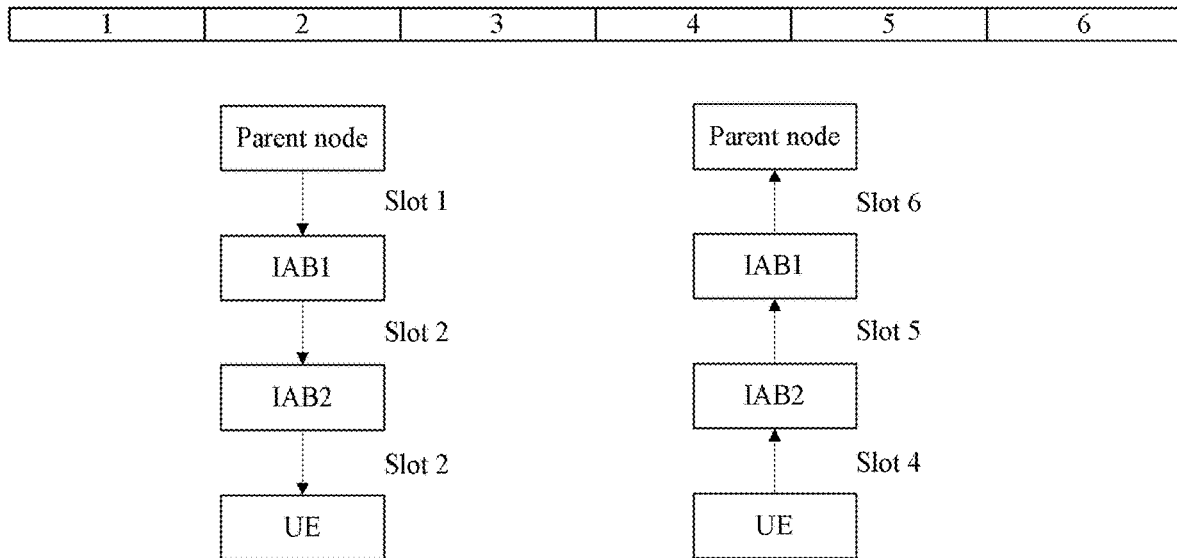 1 2 3 4 5 6
Parent node Parent node
Slot 1 Slot 6
IAB1 IAB1
Slot 2 Slot 5
IAB2 IAB2
Slot 2 Slot 4
UE UE